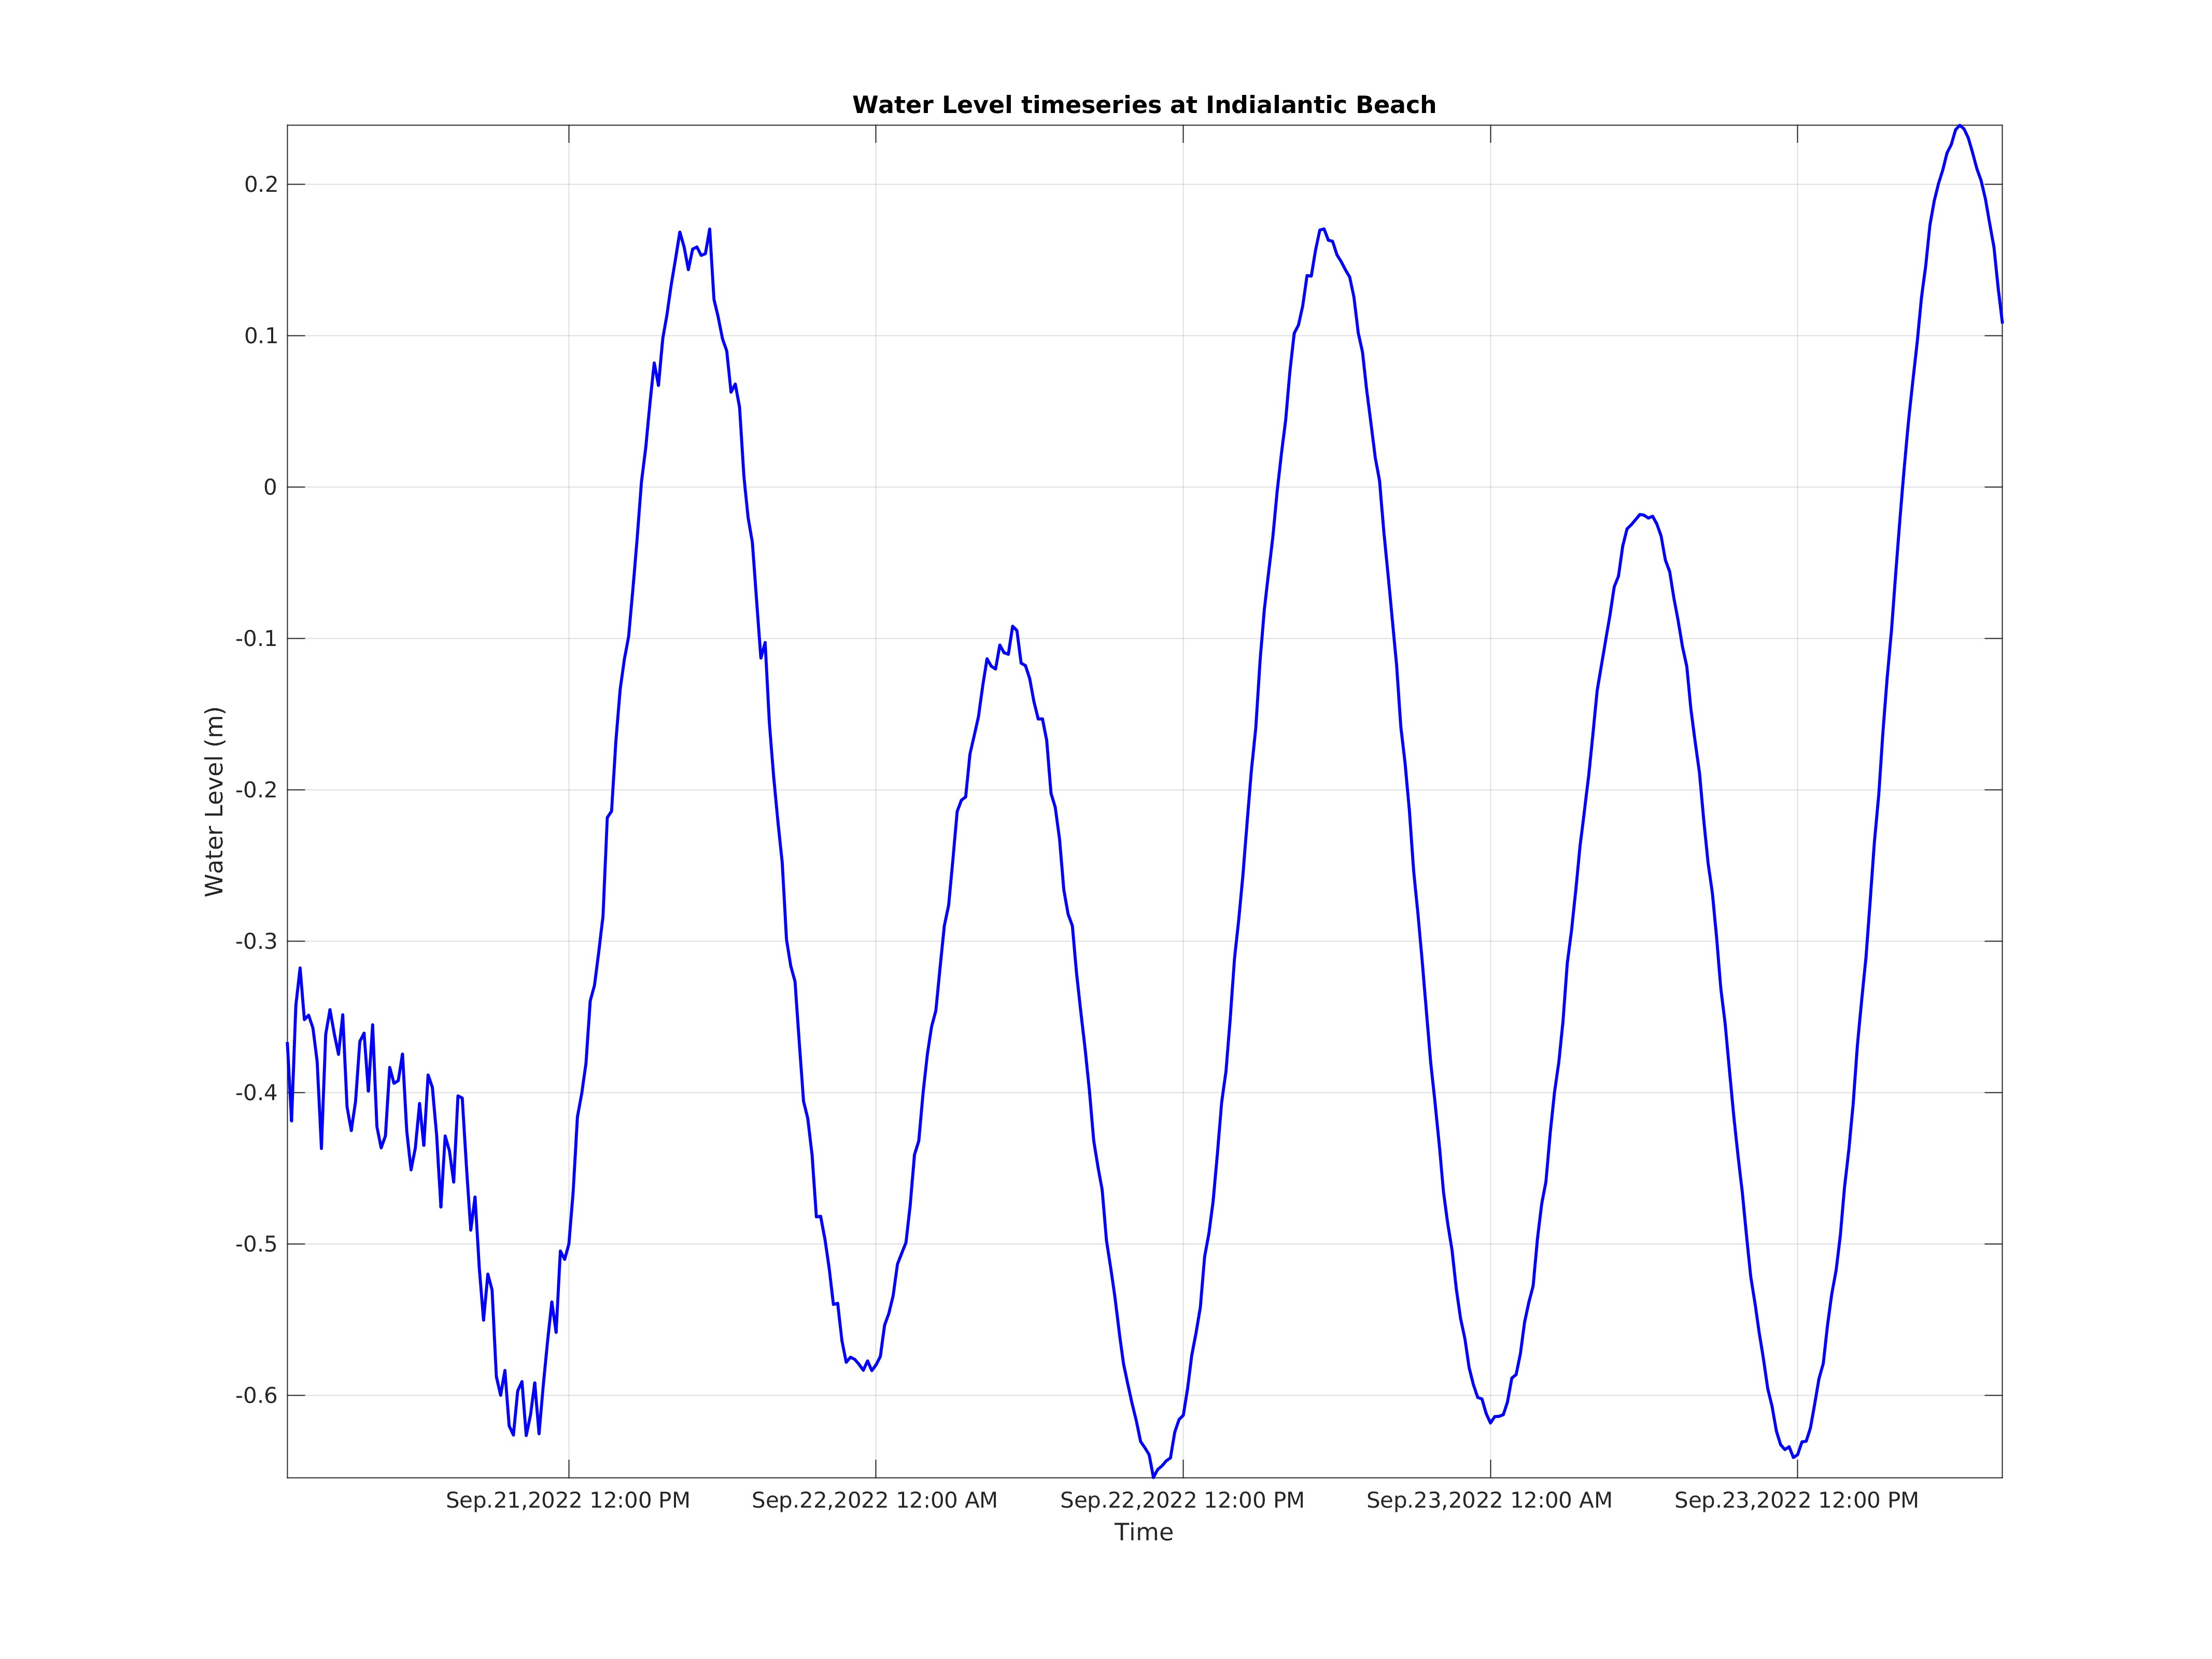 Water Level timeseries at Indialantic Beach
0.2
0.1
0
-0.1
-0.2
-0.3
-0.4
-0.5
-0.6
Water Level (m)
Sep.21,2022 12:00 PM
Sep.22,2022 12:00 AM
Sep.22,2022 12:00 PM
Sep.23,2022 12:00 AM
Sep.23,2022 12:00 PM
Time